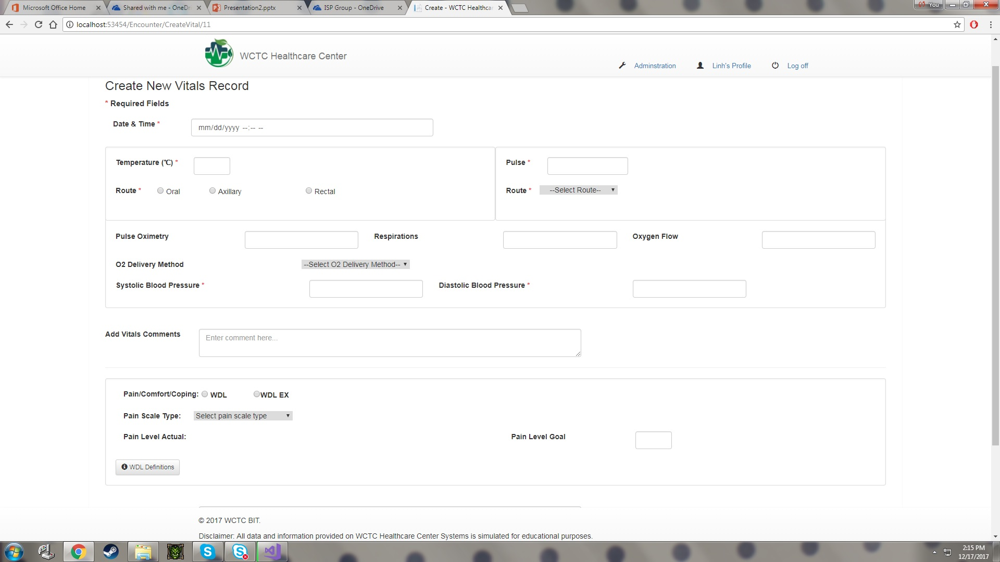 Microsoft Office Home
Shared with me - OneDri
Presentation2.pptx
ISP Group - OneDrive
Create - WCTC Healthcar
You
localhost:53454/Encounter/CreateVital/11
WCTC Healthcare Center
Adminstration
Linh's Profile
Log off
Create New Vitals Record
* Required Fields
Date & Time *
mm/dd/yyyy --:-- --
Temperature (℃) *
Pulse *
Route *
Oral
Axillary
Rectal
Route *
--Select Route--
Pulse Oximetry
Respirations
Oxygen Flow
O2 Delivery Method
--Select O2 Delivery Method--
Systolic Blood Pressure *
Diastolic Blood Pressure *
Add Vitals Comments
Enter comment here...
Pain/Comfort/Coping:
WDL
WDL EX
Pain Scale Type:
Select pain scale type
Pain Level Actual:
Pain Level Goal
WDL Definitions
© 2017 WCTC BIT.
Disclaimer: All data and information provided on WCTC Healthcare Center Systems is simulated for educational purposes.
2:15 PM
12/17/2017